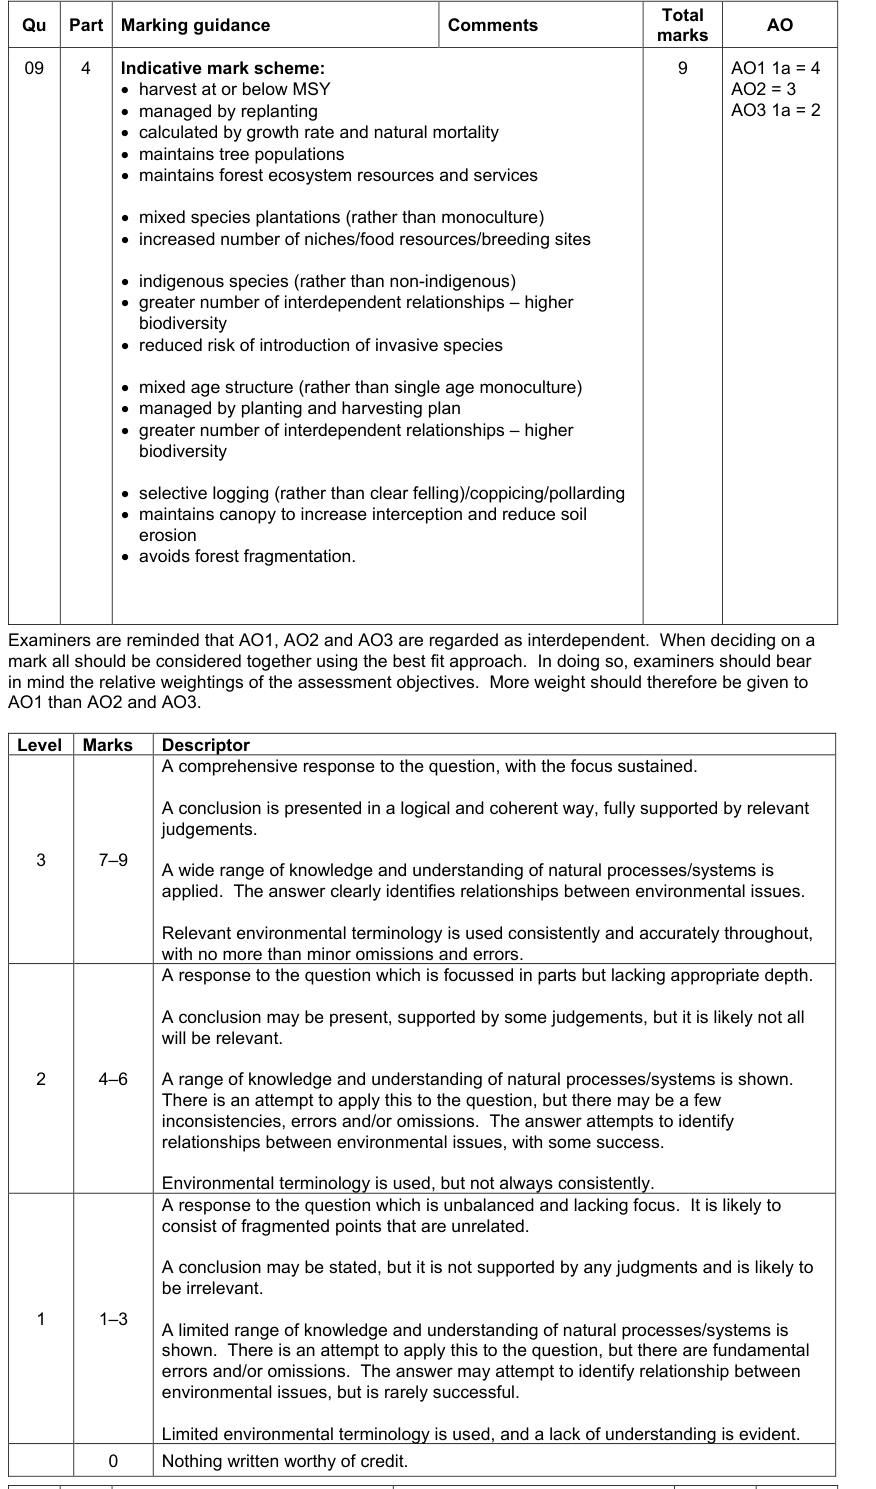 Qu Part Marking guidance Comments Total marks AO
09 4 Indicative mark scheme: 9 AO1 1a = 4
• harvest at or below MSY AO2 = 3
• managed by replanting AO3 1a = 2
• calculated by growth rate and natural mortality
• maintains tree populations
• maintains forest ecosystem resources and services
• mixed species plantations (rather than monoculture)
• increased number of niches/food resources/breeding sites
• indigenous species (rather than non-indigenous)
• greater number of interdependent relationships – higher
biodiversity
• reduced risk of introduction of invasive species
• mixed age structure (rather than single age monoculture)
• managed by planting and harvesting plan
• greater number of interdependent relationships – higher
biodiversity
• selective logging (rather than clear felling)/coppicing/pollarding
• maintains canopy to increase interception and reduce soil
erosion
• avoids forest fragmentation.
Examiners are reminded that AO1, AO2 and AO3 are regarded as interdependent. When deciding on a
mark all should be considered together using the best fit approach. In doing so, examiners should bear
in mind the relative weightings of the assessment objectives. More weight should therefore be given to
AO1 than AO2 and AO3.
Level Marks Descriptor
A comprehensive response to the question, with the focus sustained.
A conclusion is presented in a logical and coherent way, fully supported by relevant
judgements.
3 7–9
A wide range of knowledge and understanding of natural processes/systems is
applied. The answer clearly identifies relationships between environmental issues.
Relevant environmental terminology is used consistently and accurately throughout,
with no more than minor omissions and errors.
A response to the question which is focussed in parts but lacking appropriate depth.
A conclusion may be present, supported by some judgements, but it is likely not all
will be relevant.
2 4–6
A range of knowledge and understanding of natural processes/systems is shown.
There is an attempt to apply this to the question, but there may be a few
inconsistencies, errors and/or omissions. The answer attempts to identify
relationships between environmental issues, with some success.
Environmental terminology is used, but not always consistently.
A response to the question which is unbalanced and lacking focus. It is likely to
consist of fragmented points that are unrelated.
A conclusion may be stated, but it is not supported by any judgments and is likely to
be irrelevant.
1 1–3
A limited range of knowledge and understanding of natural processes/systems is
shown. There is an attempt to apply this to the question, but there are fundamental
errors and/or omissions. The answer may attempt to identify relationship between
environmental issues, but is rarely successful.
Limited environmental terminology is used, and a lack of understanding is evident.
0 Nothing written worthy of credit.